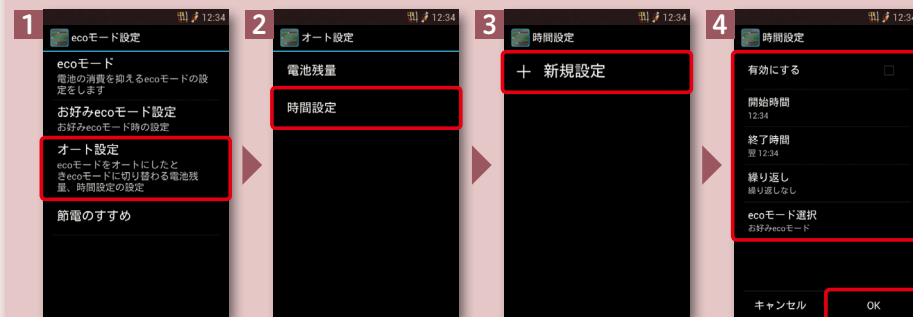 1
12:34
ecoモード設定
ecoモード
電池の消費を抑えるecoモードの設
定をします
お好みecoモード設定
お好みecoモード時の設定
オート設定
ecoモードをオートにしたと
きecoモードに切り替わる電池残
量、時間設定の設定
節電のすすめ
2
12:34
オート設定
電池残量
時間設定
3
12:34
時間設定
＋ 新規設定
4
12:34
時間設定
有効にする
開始時間
12:34
終了時間
翌 12:34
繰り返し
繰り返しなし
ecoモード選択
お好みecoモード
キャンセル
OK